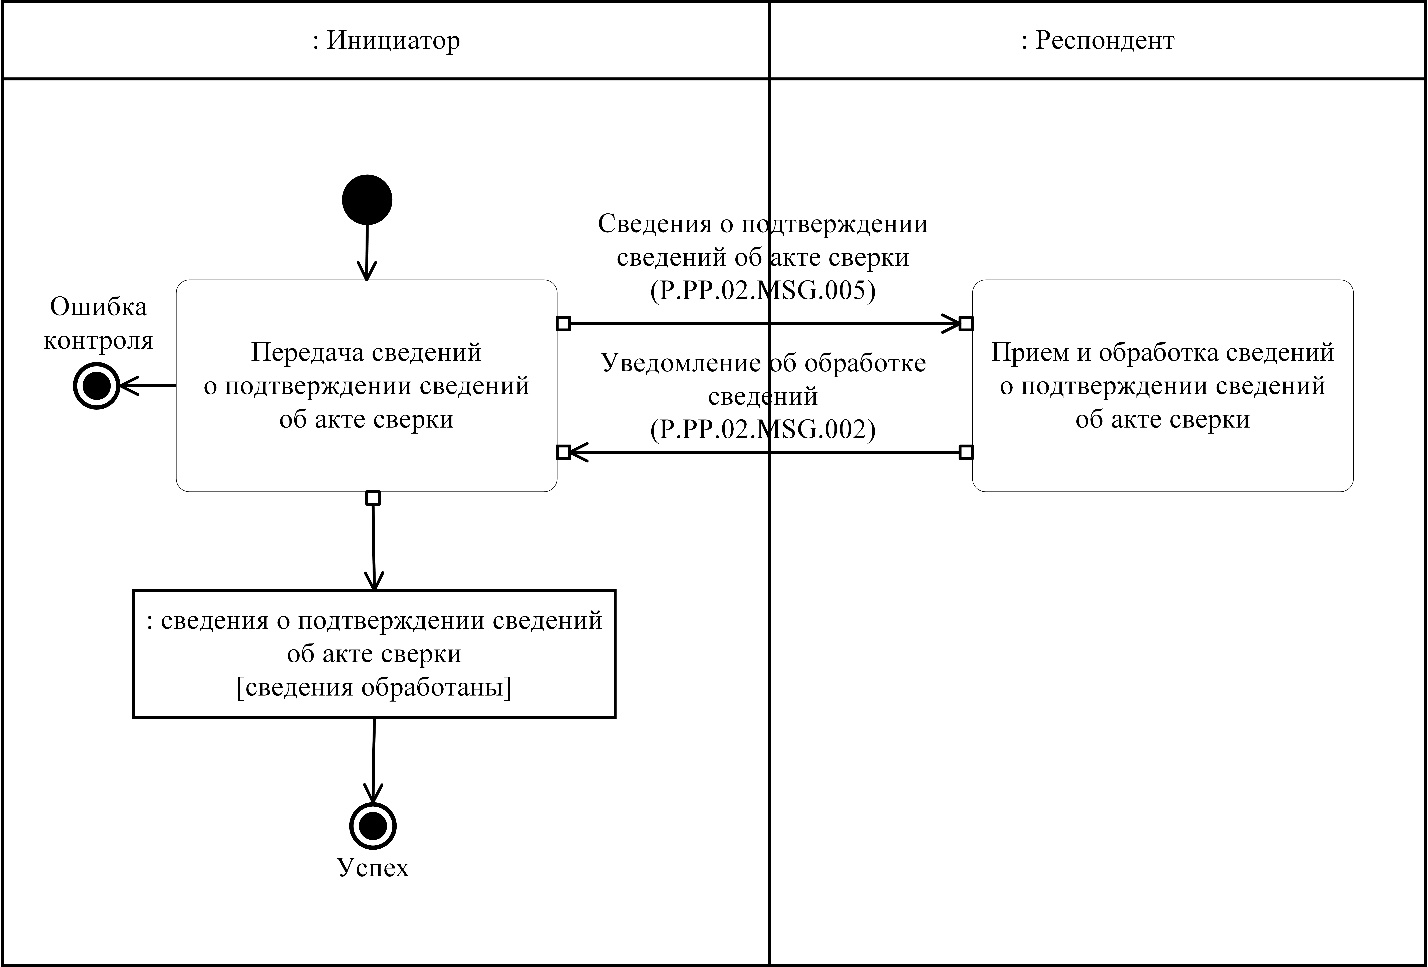 : Инициатор
: Респондент
Сведения о подтверждении
сведений об акте сверки
(P.PP.02.MSG.005)
Ошибка
контроля
Передача сведений
о подтверждении сведений
об акте сверки
Уведомление об обработке
сведений
(P.PP.02.MSG.002)
Прием и обработка сведений
о подтверждении сведений
об акте сверки
: сведения о подтверждении сведений
об акте сверки
[сведения обработаны]
Успех